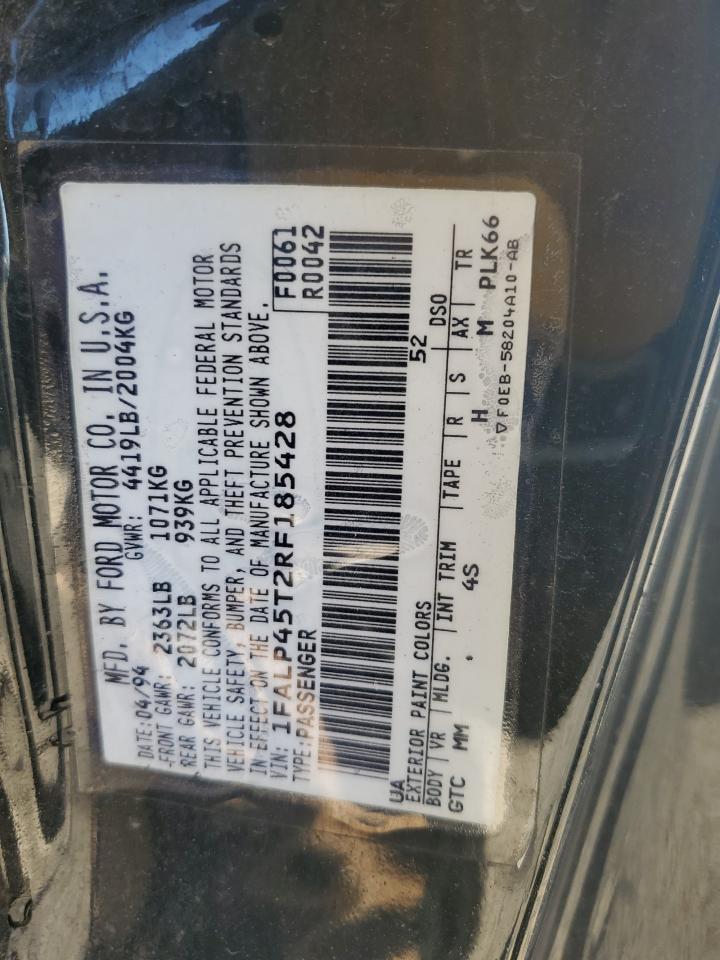 MFD. BY FORD MOTOR CO. IN U.S.A.
DATE: 04/94 GVWR: 4419LB/2004KG
FRONT GAWR: 2363LB 1071KG
REAR GAWR: 2072LB 939KG
THIS VEHICLE CONFORMS TO ALL APPLICABLE FEDERAL MOTOR
VEHICLE SAFETY, BUMPER, AND THEFT PREVENTION STANDARDS
IN EFFECT ON THE DATE OF MANUFACTURE SHOWN ABOVE.
VIN: 1FALP45T2RF185428 F0061
TYPE: PASSENGER R0042
UA 52
EXTERIOR PAINT COLORS DSO
BODY VR MLDG. INT TRIM TAPE R S AX TR
GTC MM 4S H M PLK66
▽ F0EB-58204A10-AB